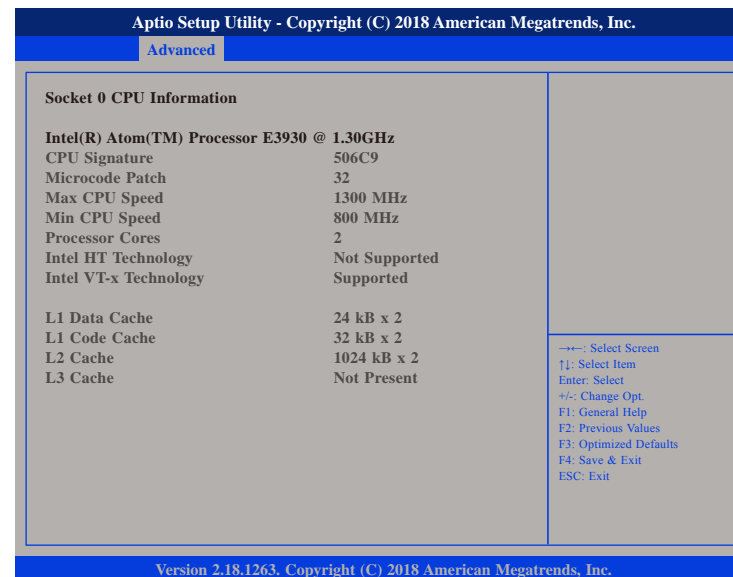 Aptio Setup Utility - Copyright (C) 2018 American Megatrends, Inc.
Advanced
Socket 0 CPU Information
Intel(R) Atom(TM) Processor E3930 @ 1.30GHz
CPU Signature 506C9
Microcode Patch 32
Max CPU Speed 1300 MHz
Min CPU Speed 800 MHz
Processor Cores 2
Intel HT Technology Not Supported
Intel VT-x Technology Supported
L1 Data Cache 24 kB x 2
L1 Code Cache 32 kB x 2
L2 Cache 1024 kB x 2
L3 Cache Not Present
→←: Select Screen
↑↓: Select Item
Enter: Select
+/-: Change Opt.
F1: General Help
F2: Previous Values
F3: Optimized Defaults
F4: Save & Exit
ESC: Exit
Version 2.18.1263. Copyright (C) 2018 American Megatrends, Inc.